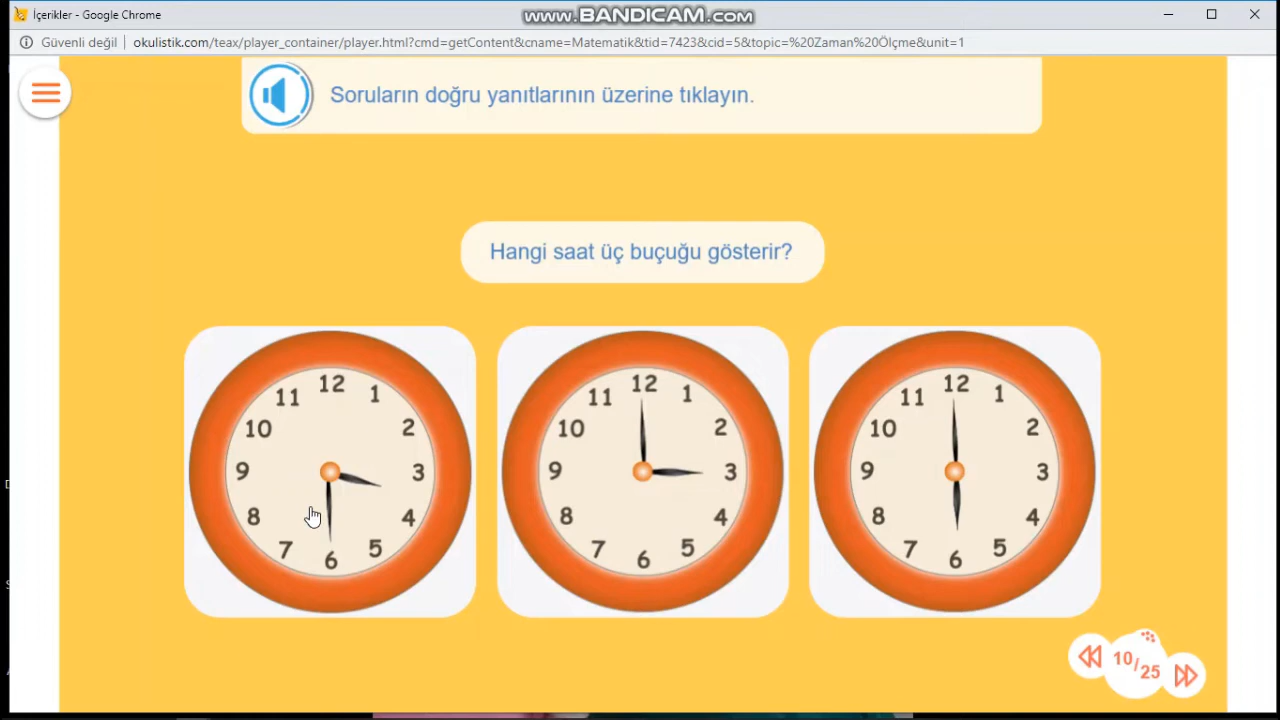 İçerikler - Google Chrome
www.BANDICAM.com
Güvenli değil
okulistik.com/teax/player_container/player.html?cmd=getContent&cname=Matematik&tid=7423&cid=5&topic=%20Zaman%20Ölçme&unit=1
Soruların doğru yanıtlarının üzerine tıklayın.
Hangi saat üç buçuğu gösterir?
12 1 2 3 4 5 6 7 8 9 10 11
12 1 2 3 4 5 6 7 8 9 10 11
12 1 2 3 4 5 6 7 8 9 10 11
10/25